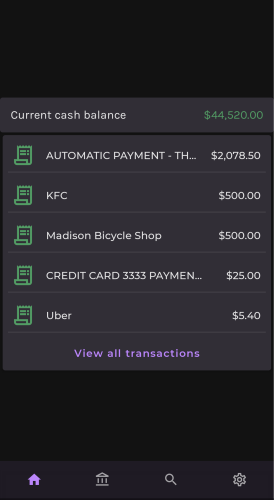 Current cash balance $44,520.00
AUTOMATIC PAYMENT - TH... $2,078.50
KFC $500.00
Madison Bicycle Shop $500.00
CREDIT CARD 3333 PAYMEN... $25.00
Uber $5.40
View all transactions